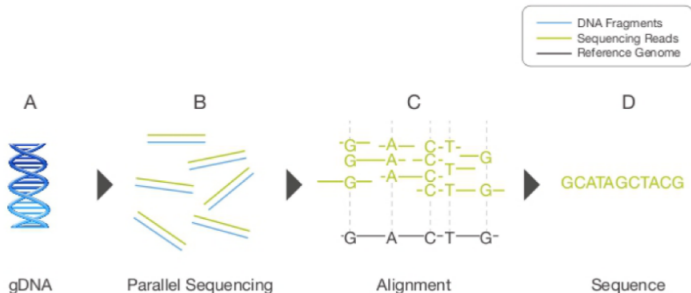 DNA Fragments
Sequencing Reads
Reference Genome
A B C D
-G— -A— C-T-
G—A- -C-C —G
—G— -A—C-T—
C-C-T—G—
-G—A—C-T—G-
GCATAGCTACG
gDNA Parallel Sequencing Alignment Sequence